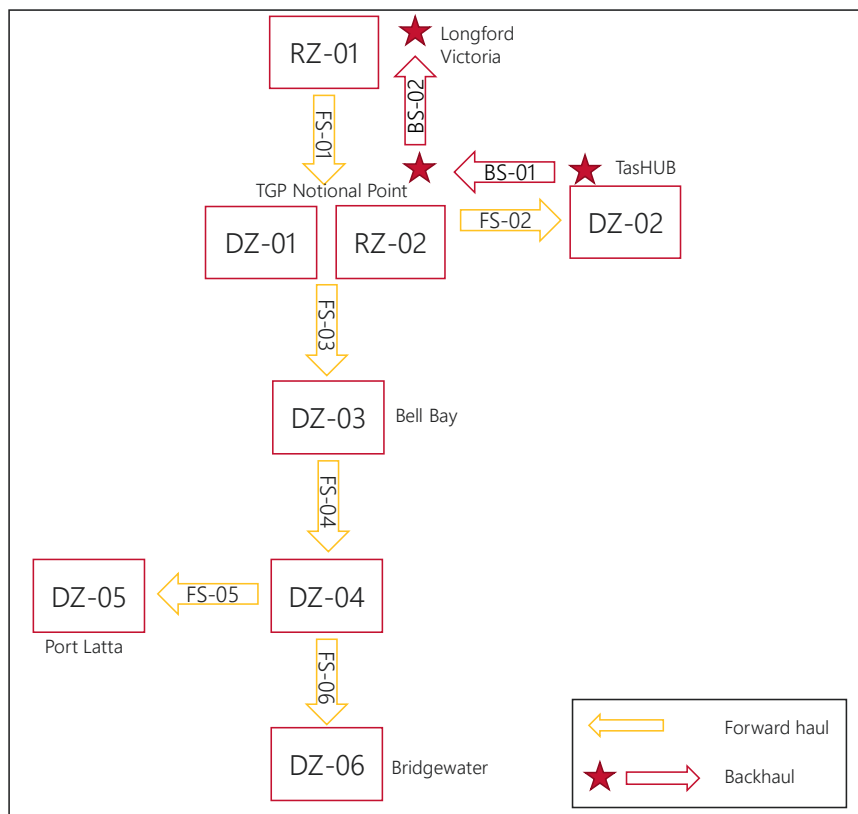 RZ-01
Longford
Victoria
FS-01
BS-02
BS-01
TasHUB
TGP Notional Point
DZ-01
RZ-02
FS-02
DZ-02
FS-03
DZ-03
Bell Bay
FS-04
DZ-05
FS-05
DZ-04
Port Latta
FS-06
DZ-06
Bridgewater
Forward haul
Backhaul